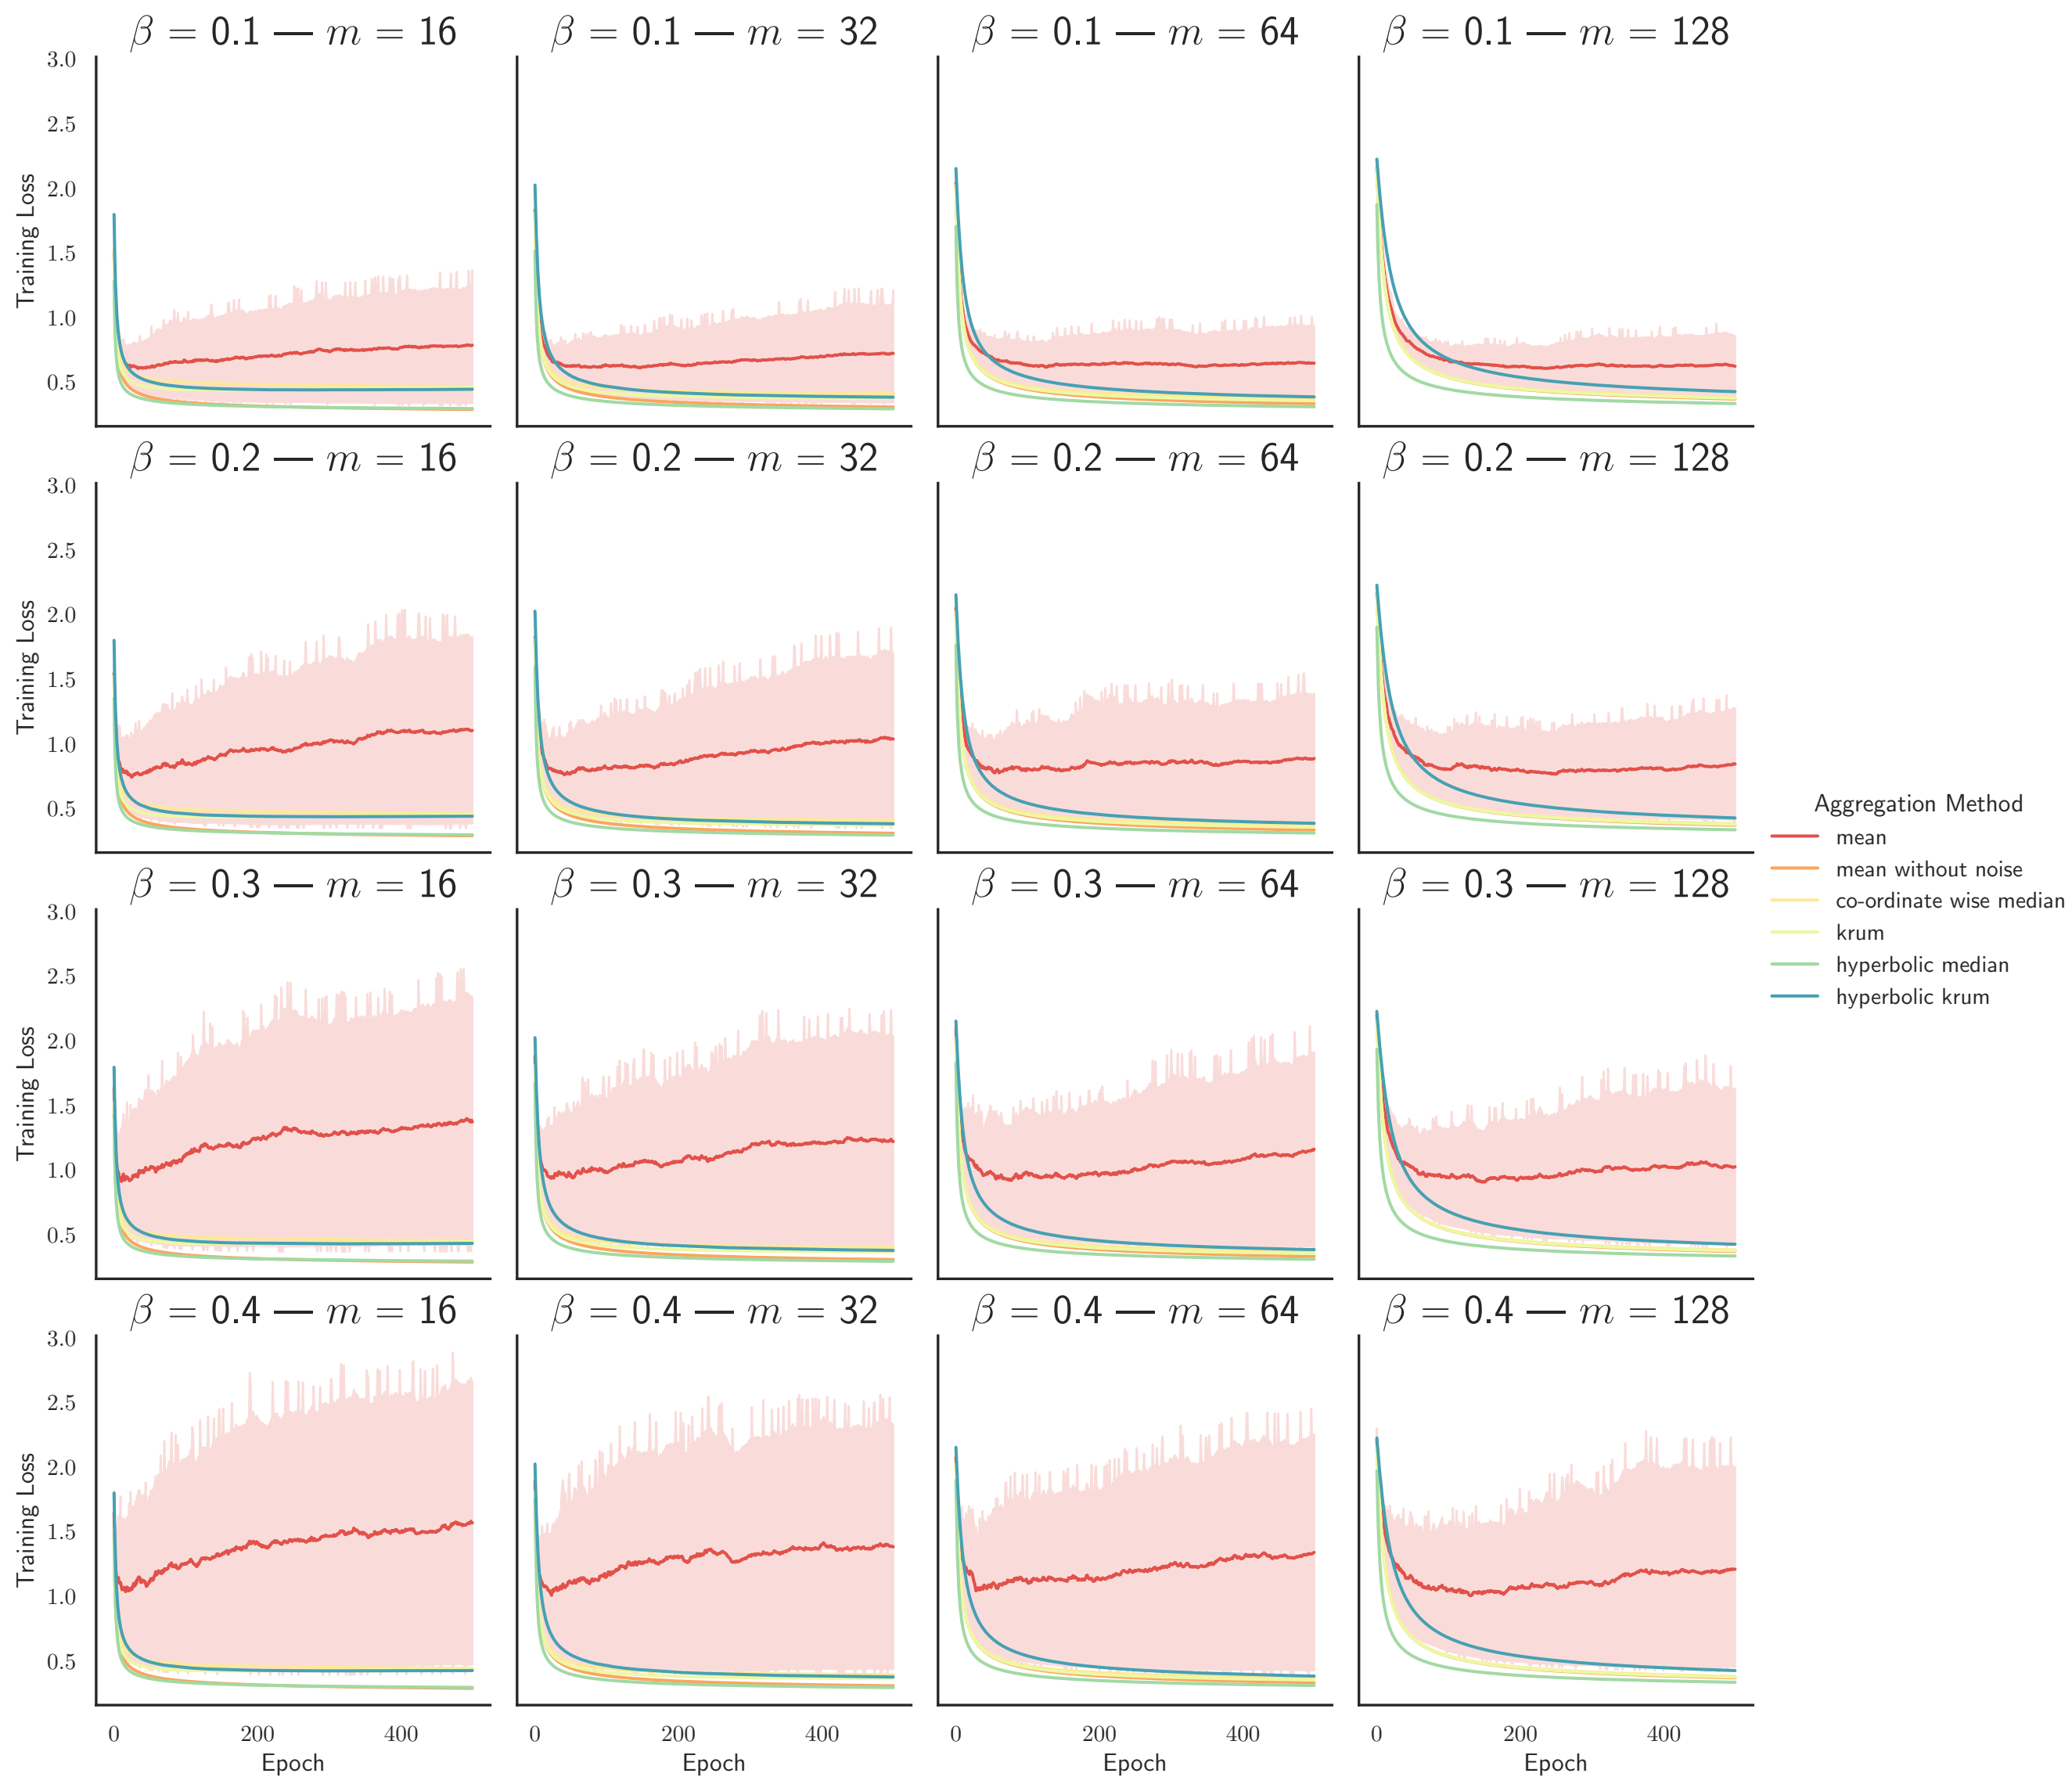 β = 0.1 — m = 16
β = 0.1 — m = 32
β = 0.1 — m = 64
β = 0.1 — m = 128
3.0
2.5
2.0
1.5
1.0
0.5
Training Loss
β = 0.2 — m = 16
β = 0.2 — m = 32
β = 0.2 — m = 64
β = 0.2 — m = 128
3.0
2.5
2.0
1.5
1.0
0.5
Training Loss
β = 0.3 — m = 16
β = 0.3 — m = 32
β = 0.3 — m = 64
β = 0.3 — m = 128
3.0
2.5
2.0
1.5
1.0
0.5
Training Loss
β = 0.4 — m = 16
β = 0.4 — m = 32
β = 0.4 — m = 64
β = 0.4 — m = 128
3.0
2.5
2.0
1.5
1.0
0.5
Training Loss
0 200 400
Epoch
0 200 400
Epoch
0 200 400
Epoch
0 200 400
Epoch
Aggregation Method
mean
mean without noise
co-ordinate wise median
krum
hyperbolic median
hyperbolic krum